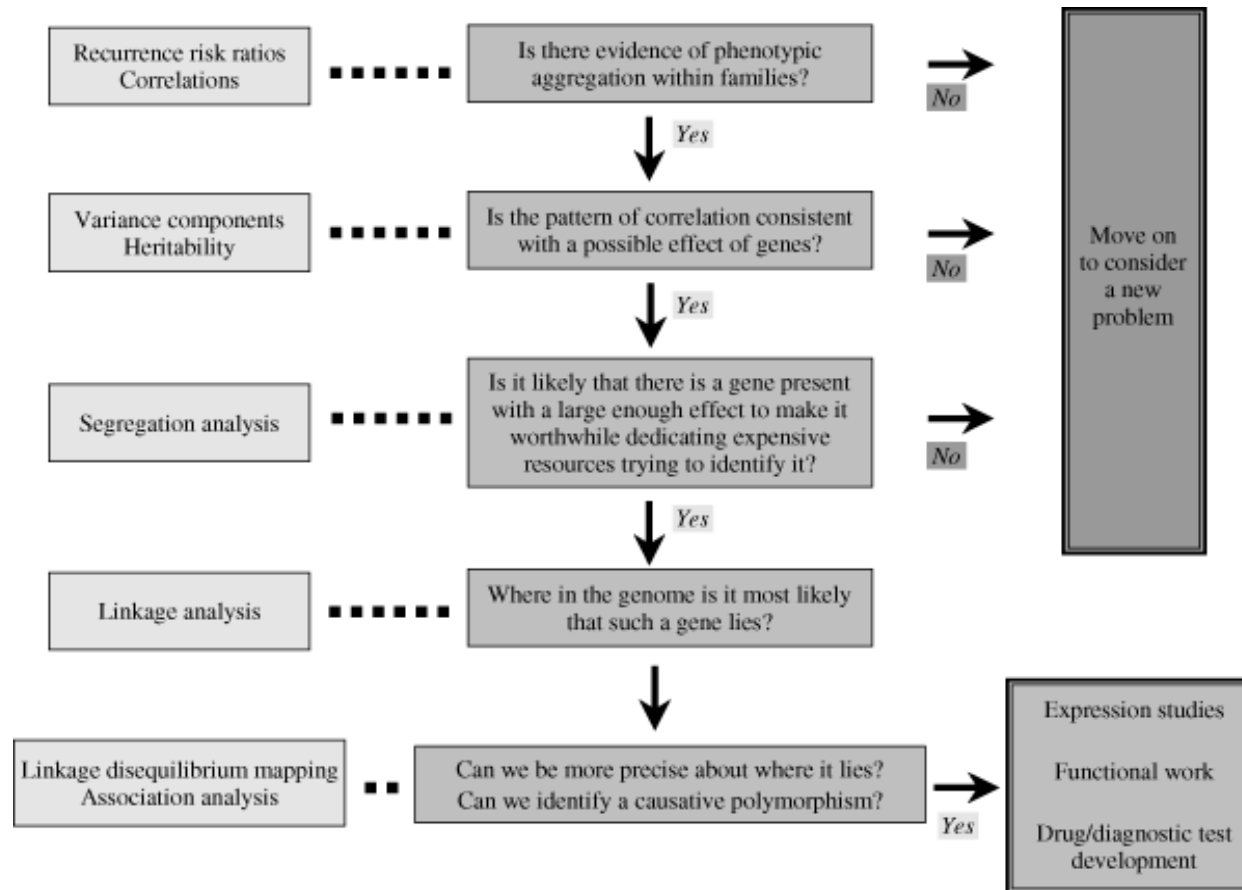 Recurrence risk ratios
Correlations
Is there evidence of phenotypic
aggregation within families?
No
Yes
Variance components
Heritability
Is the pattern of correlation consistent
with a possible effect of genes?
No
Move on
to consider
a new
problem
Yes
Segregation analysis
Is it likely that there is a gene present
with a large enough effect to make it
worthwhile dedicating expensive
resources trying to identify it?
No
Yes
Linkage analysis
Where in the genome is it most likely
that such a gene lies?
Linkage disequilibrium mapping
Association analysis
Can we be more precise about where it lies?
Can we identify a causative polymorphism?
Yes
Expression studies
Functional work
Drug/diagnostic test
development